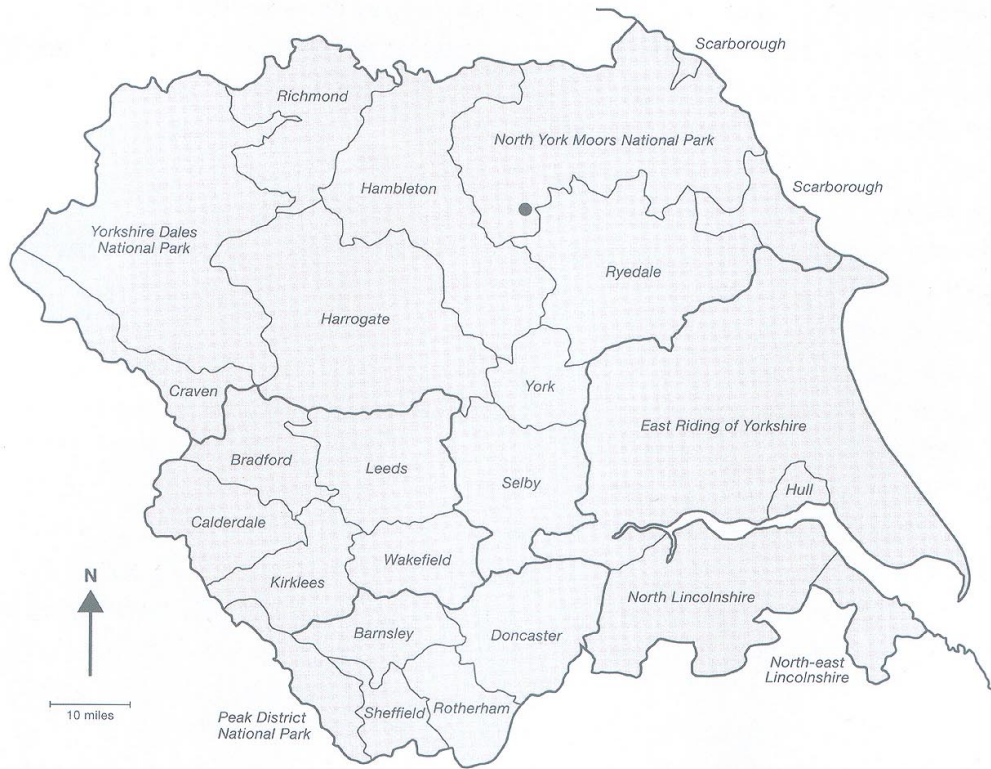 Scarborough
Richmond
North York Moors National Park
Hambleton
Scarborough
Yorkshire Dales
National Park
Ryedale
Harrogate
York
Craven
East Riding of Yorkshire
Bradford
Leeds
Selby
Hull
Calderdale
Wakefield
N
Kirklees
North Lincolnshire
Barnsley
Doncaster
North-east
Lincolnshire
10 miles
Peak District
National Park
Sheffield
Rotherham